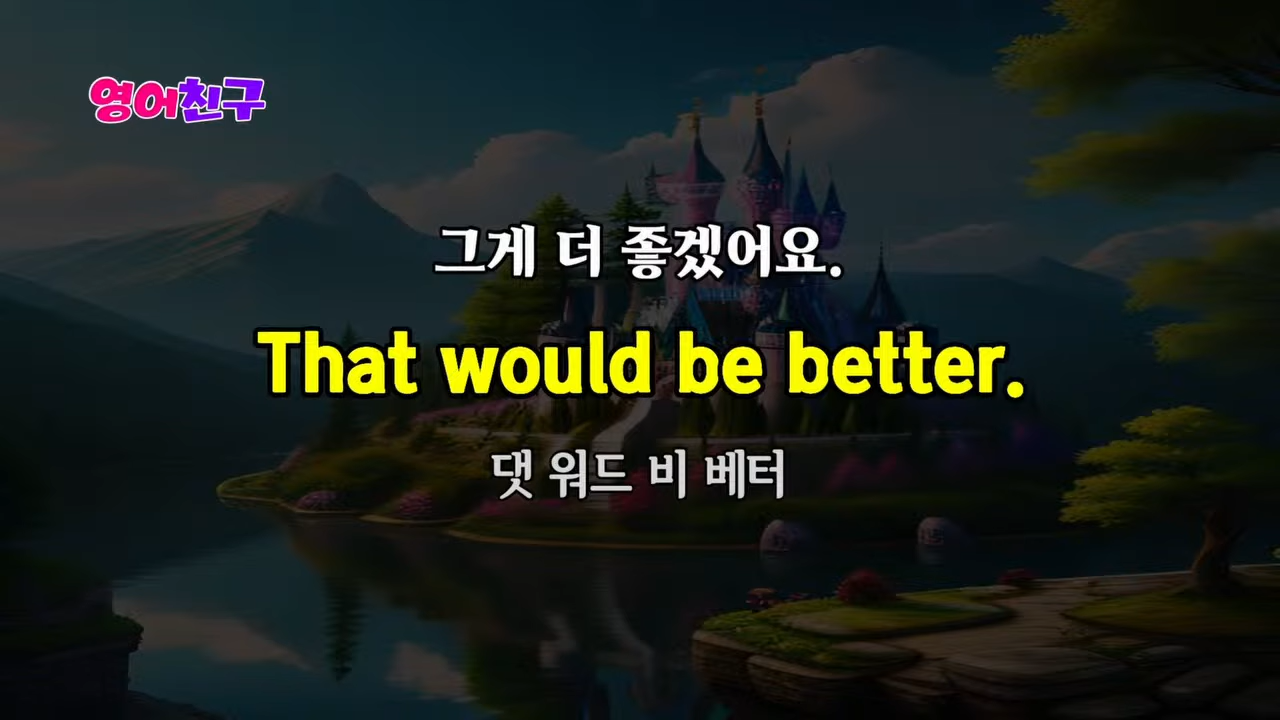 영어친구
그게 더 좋겠어요.
That would be better.
댓 워드 비 베터